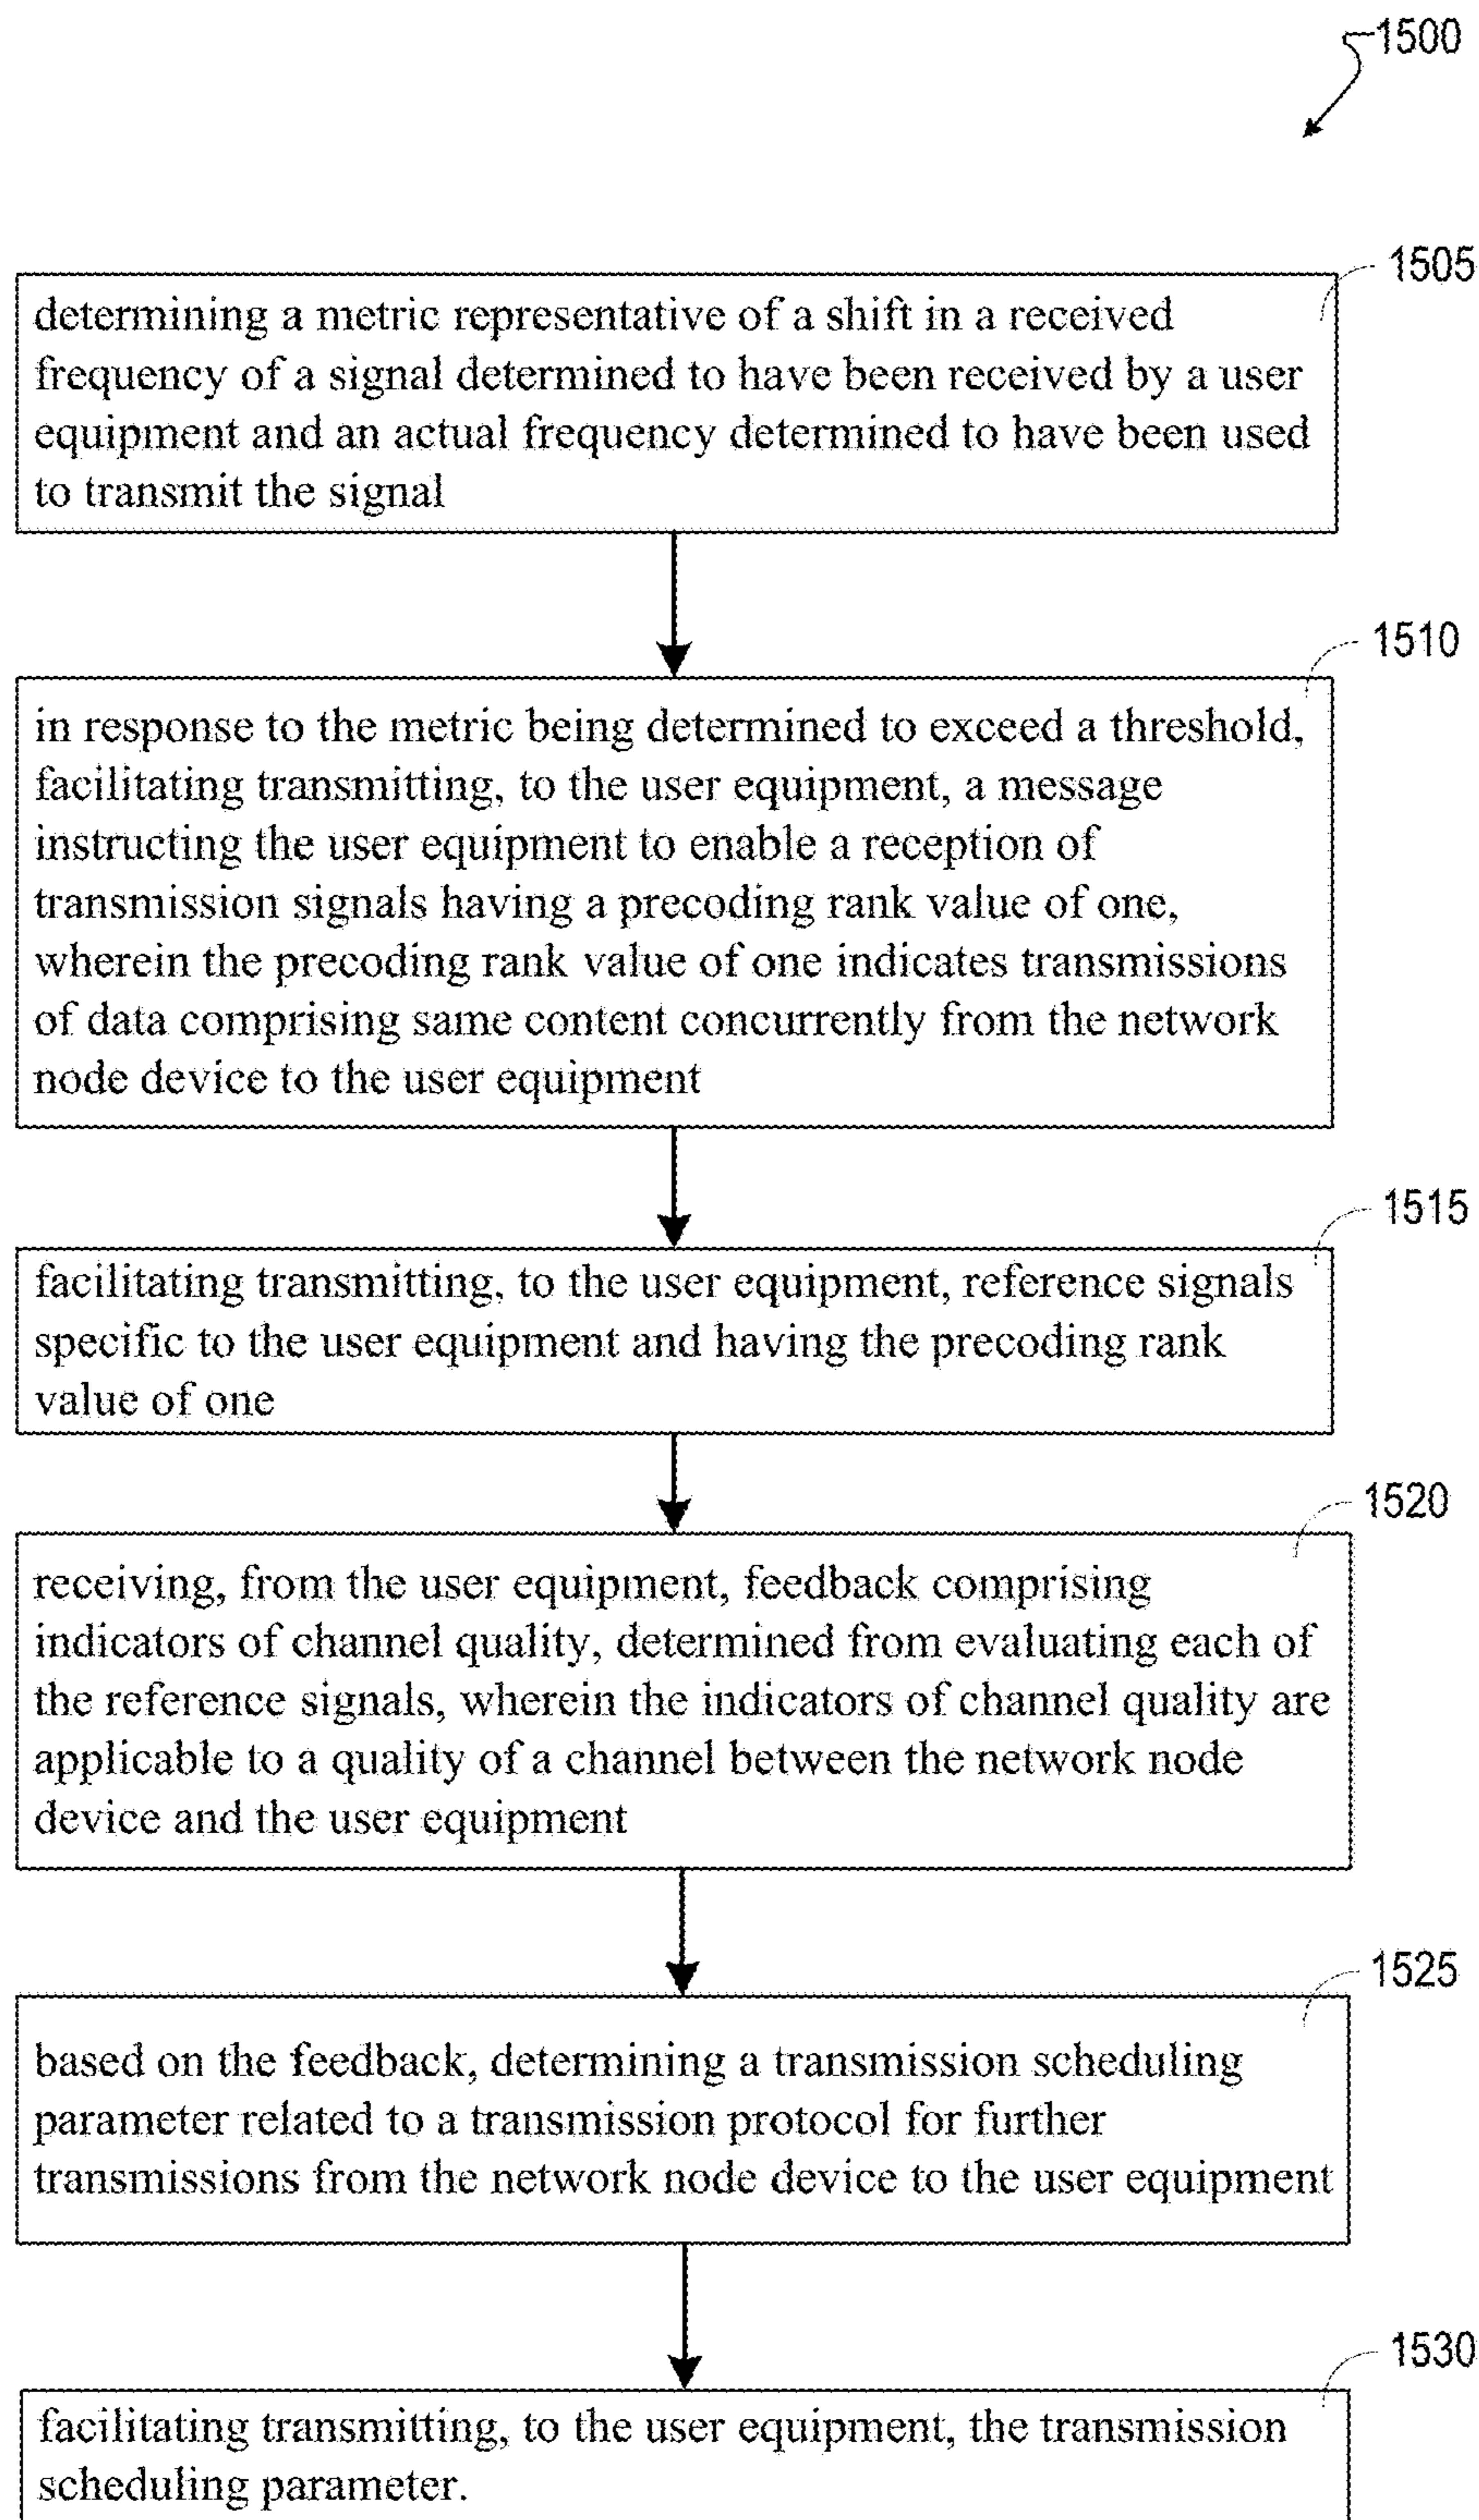 1500
1505
determining a metric representative of a shift in a received
frequency of a signal determined to have been received by a user
equipment and an actual frequency determined to have been used
to transmit the signal
1510
in response to the metric being determined to exceed a threshold,
facilitating transmitting, to the user equipment, a message
instructing the user equipment to enable a reception of
transmission signals having a precoding rank value of one,
wherein the precoding rank value of one indicates transmissions
of data comprising same content concurrently from the network
node device to the user equipment
1515
facilitating transmitting, to the user equipment, reference signals
specific to the user equipment and having the precoding rank
value of one
1520
receiving, from the user equipment, feedback comprising
indicators of channel quality, determined from evaluating each of
the reference signals, wherein the indicators of channel quality are
applicable to a quality of a channel between the network node
device and the user equipment
1525
based on the feedback, determining a transmission scheduling
parameter related to a transmission protocol for further
transmissions from the network node device to the user equipment
1530
facilitating transmitting, to the user equipment, the transmission
scheduling parameter.